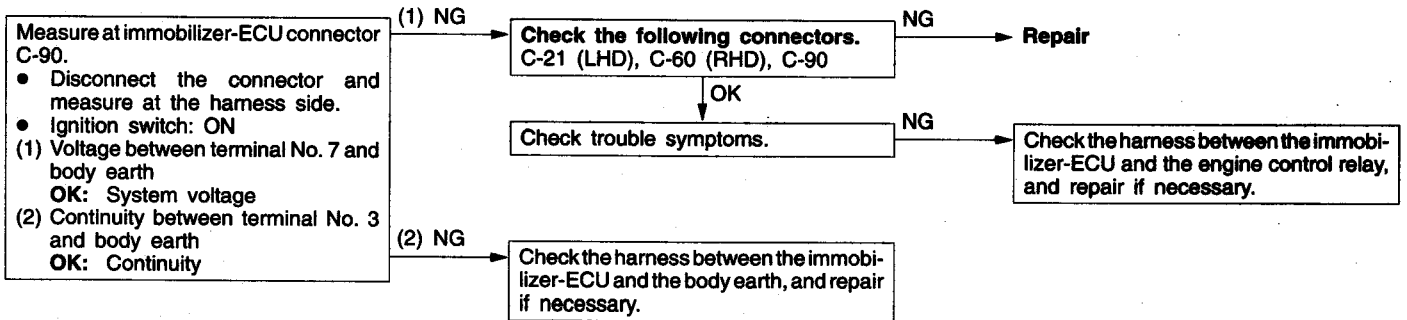 Measure at immobilizer-ECU connector
C-90.
● Disconnect the connector and
measure at the harness side.
● Ignition switch: ON
(1) Voltage between terminal No. 7 and
body earth
OK: System voltage
(2) Continuity between terminal No. 3
and body earth
OK: Continuity
(1) NG
Check the following connectors.
C-21 (LHD), C-60 (RHD), C-90
NG
Repair
OK
Check trouble symptoms.
NG
Check the harness between the immobi-
lizer-ECU and the engine control relay,
and repair if necessary.
(2) NG
Check the harness between the immobi-
lizer-ECU and the body earth, and repair
if necessary.